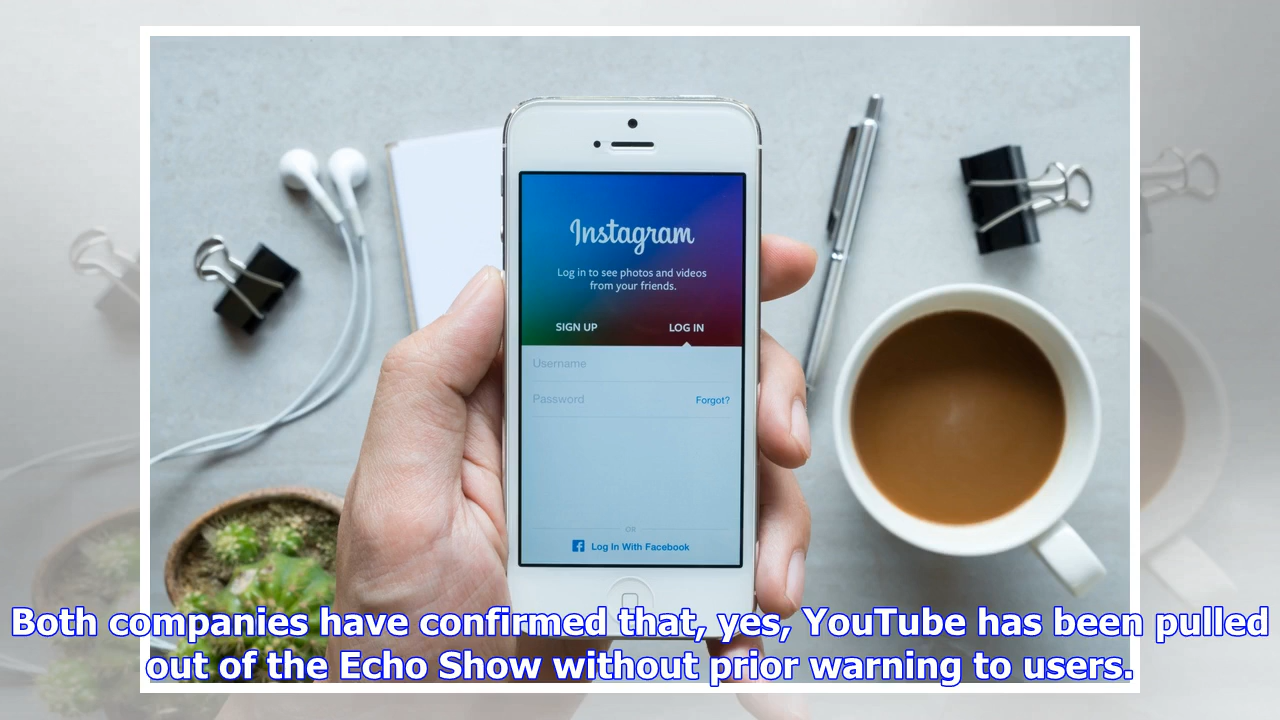 Instagram
Log in to see photos and videos
from your friends.
SIGN UP LOG IN
Username
Password Forgot?
OR
Log In With Facebook
Both companies have confirmed that, yes, YouTube has been pulled
out of the Echo Show without prior warning to users.